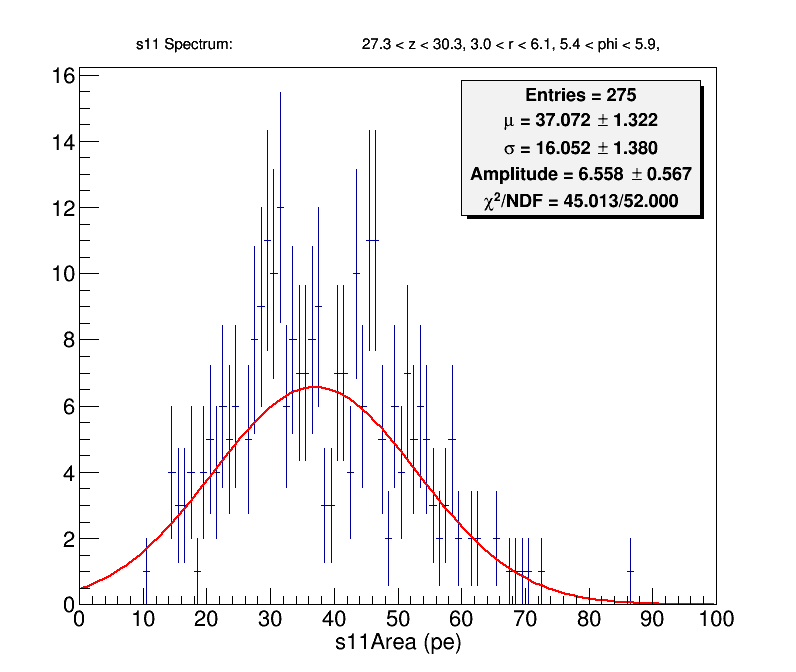 s11 Spectrum: 27.3 < z < 30.3, 3.0 < r < 6.1, 5.4 < phi < 5.9,
Entries = 275
μ = 37.072 ± 1.322
σ = 16.052 ± 1.380
Amplitude = 6.558 ± 0.567
χ²/NDF = 45.013/52.000
16
14
12
10
8
6
4
2
0
0 10 20 30 40 50 60 70 80 90 100
s11Area (pe)